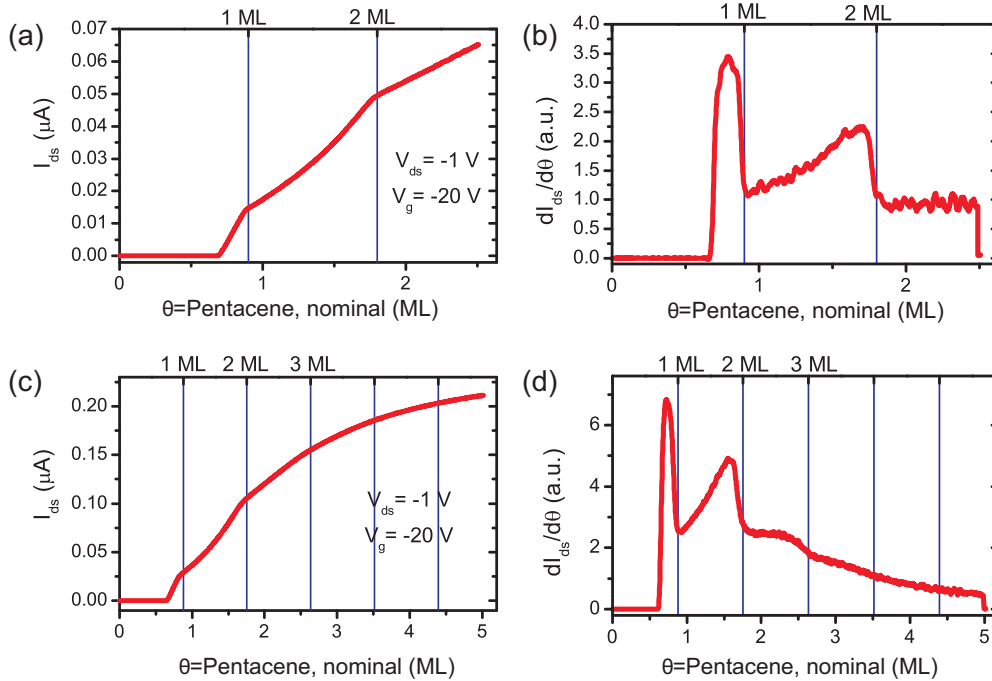 (a)
1 ML 2 ML
0.07
0.06
0.05
0.04
0.03
0.02
0.01
0.00
I_ds (μA)
V_ds= -1 V
V_g= -20 V
0 1 2
θ=Pentacene, nominal (ML)
(b)
1 ML 2 ML
4.0
3.5
3.0
2.5
2.0
1.5
1.0
0.5
0.0
dI_ds/dθ (a.u.)
0 1 2
θ=Pentacene, nominal (ML)
(c)
1 ML 2 ML 3 ML
0.20
0.15
0.10
0.05
0.00
I_ds (μA)
V_ds= -1 V
V_g= -20 V
0 1 2 3 4 5
θ=Pentacene, nominal (ML)
(d)
1 ML 2 ML 3 ML
6
4
2
0
dI_ds/dθ (a.u.)
0 1 2 3 4 5
θ=Pentacene, nominal (ML)